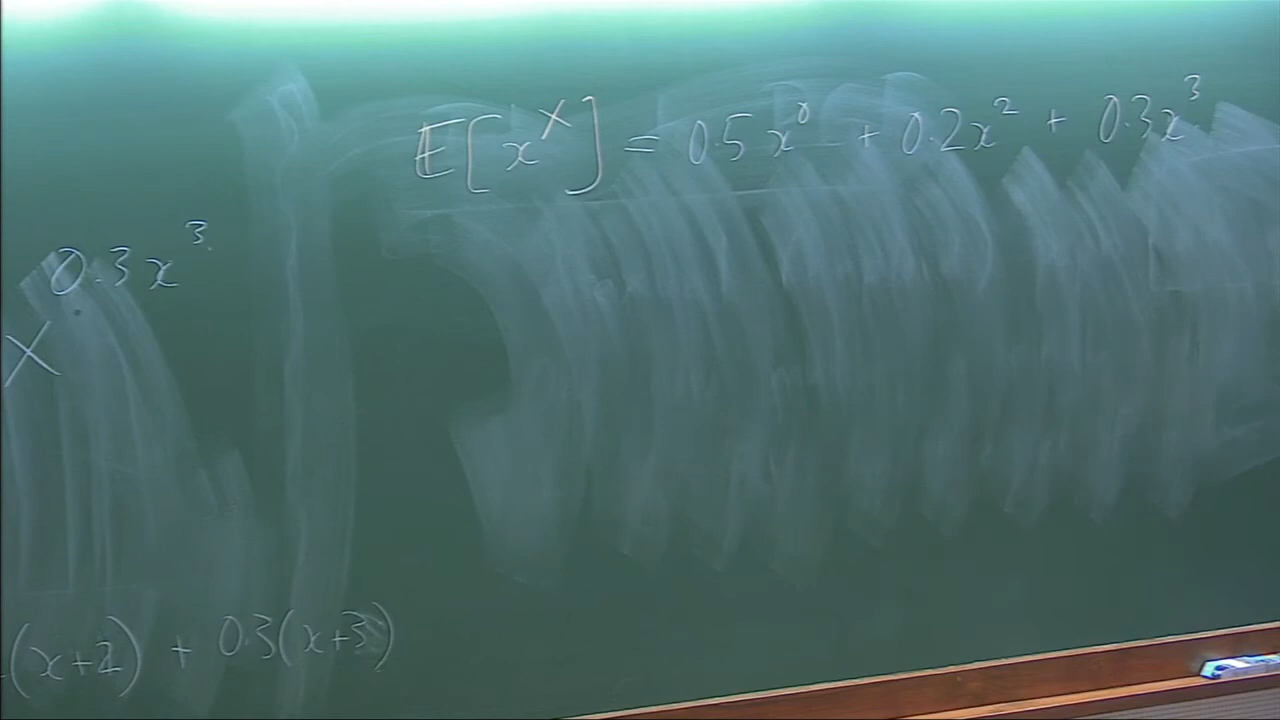 E[x^X] = 0.5x^0 + 0.2x^2 + 0.3x^3
0.3x^3
X
(x+2) + 0.3(x+3)